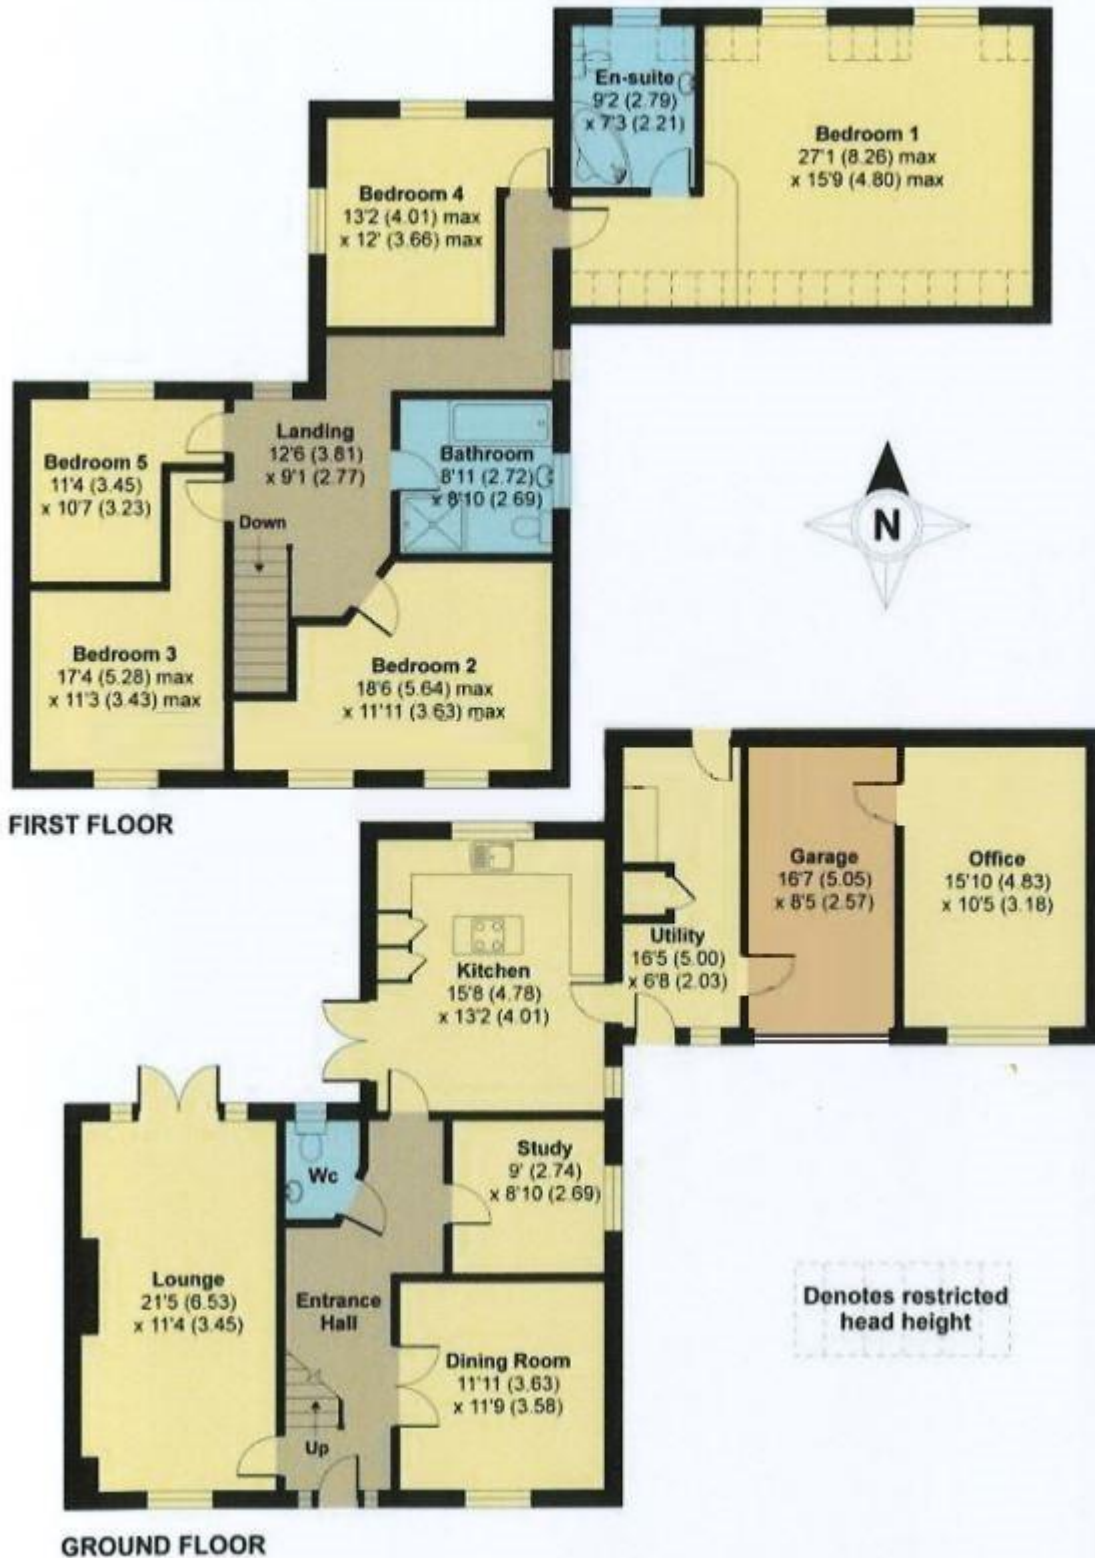 En-suite
9'2 (2.79)
x 7'3 (2.21)
Bedroom 1
27'1 (8.26) max
x 15'9 (4.80) max
Bedroom 4
13'2 (4.01) max
x 12' (3.66) max
Landing
12'6 (3.81)
x 9'1 (2.77)
Bathroom
8'11 (2.72)
x 8'10 (2.69)
Bedroom 5
11'4 (3.45)
x 10'7 (3.23)
Down
N
Bedroom 3
17'4 (5.28) max
x 11'3 (3.43) max
Bedroom 2
18'6 (5.64) max
x 11'11 (3.63) max
FIRST FLOOR
Garage
16'7 (5.05)
x 8'5 (2.57)
Office
15'10 (4.83)
x 10'5 (3.18)
Utility
16'5 (5.00)
x 6'8 (2.03)
Kitchen
15'8 (4.78)
x 13'2 (4.01)
Study
9' (2.74)
x 8'10 (2.69)
Wc
Lounge
21'5 (6.53)
x 11'4 (3.45)
Entrance
Hall
Dining Room
11'11 (3.63)
x 11'9 (3.58)
Up
Denotes restricted
head height
GROUND FLOOR